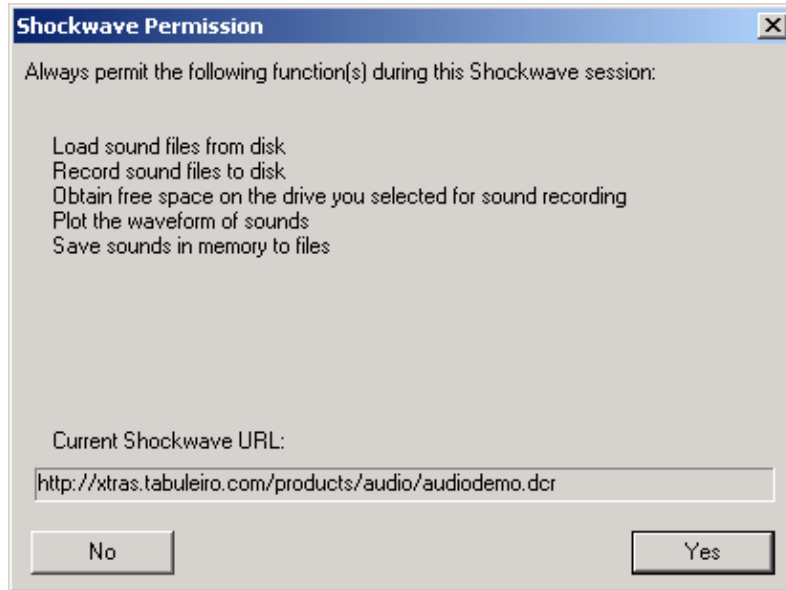 Shockwave Permission
Always permit the following function(s) during this Shockwave session:
Load sound files from disk
Record sound files to disk
Obtain free space on the drive you selected for sound recording
Plot the waveform of sounds
Save sounds in memory to files
Current Shockwave URL:
http://xtras.tabuleiro.com/products/audio/audiodemo.dcr
No
Yes